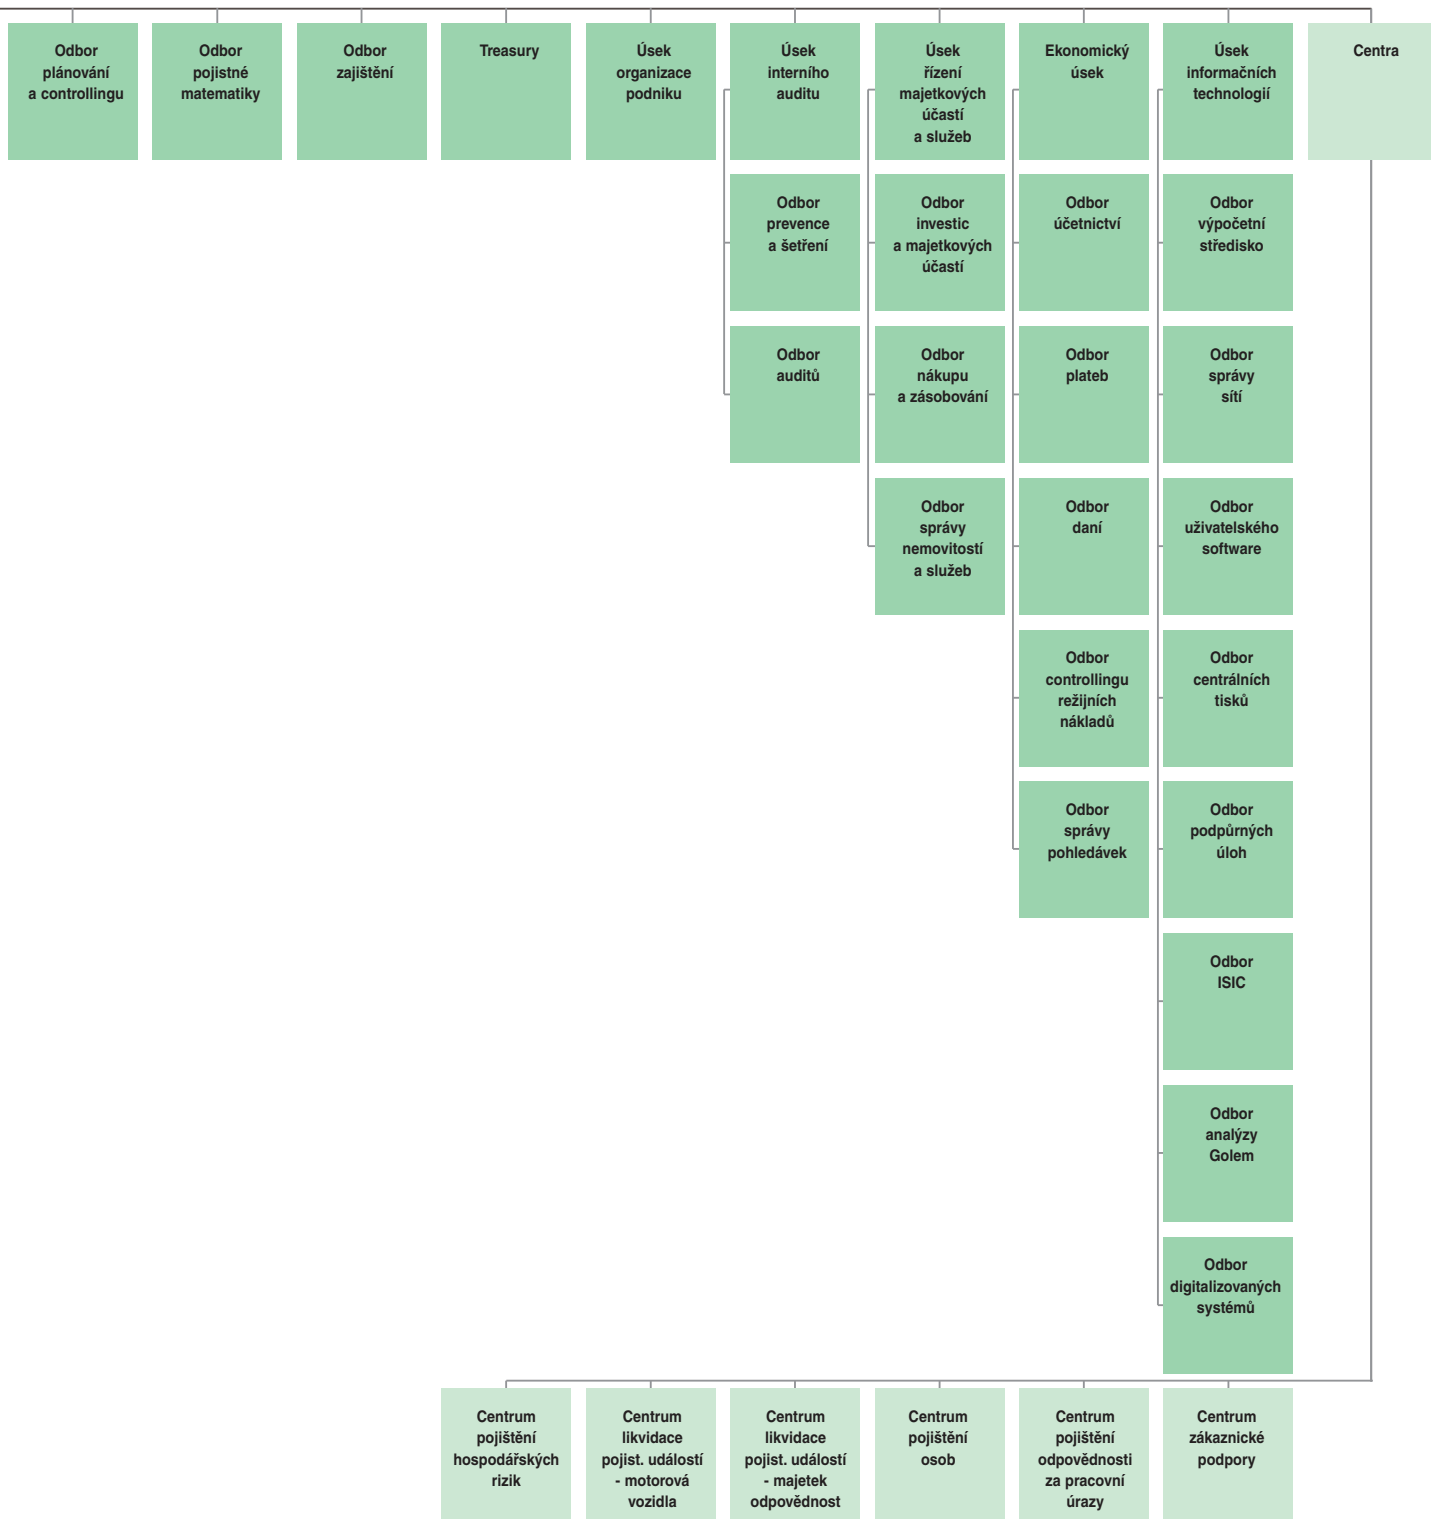 Odbor
plánování
a controllingu
Odbor
pojistné
matematiky
Odbor
zajištění
Treasury
Úsek
organizace
podniku
Úsek
interního
auditu
Úsek
řízení
majetkových
účastí
a služeb
Ekonomický
úsek
Úsek
informačních
technologií
Centra
Odbor
prevence
a šetření
Odbor
investic
a majetkových
účastí
Odbor
účetnictví
Odbor
výpočetní
středisko
Odbor
auditů
Odbor
nákupu
a zásobování
Odbor
plateb
Odbor
správy
sítí
Odbor
správy
nemovitostí
a služeb
Odbor
daní
Odbor
uživatelského
software
Odbor
controllingu
režijních
nákladů
Odbor
centrálních
tisků
Odbor
správy
pohledávek
Odbor
podpůrných
úloh
Odbor
ISIC
Odbor
analýzy
Golem
Odbor
digitalizovaných
systémů
Centrum
pojištění
hospodářských
rizik
Centrum
likvidace
pojist. událostí
- motorová
vozidla
Centrum
likvidace
pojist. událostí
- majetek
odpovědnost
Centrum
pojištění
osob
Centrum
pojištění
odpovědnosti
za pracovní
úrazy
Centrum
zákaznické
podpory